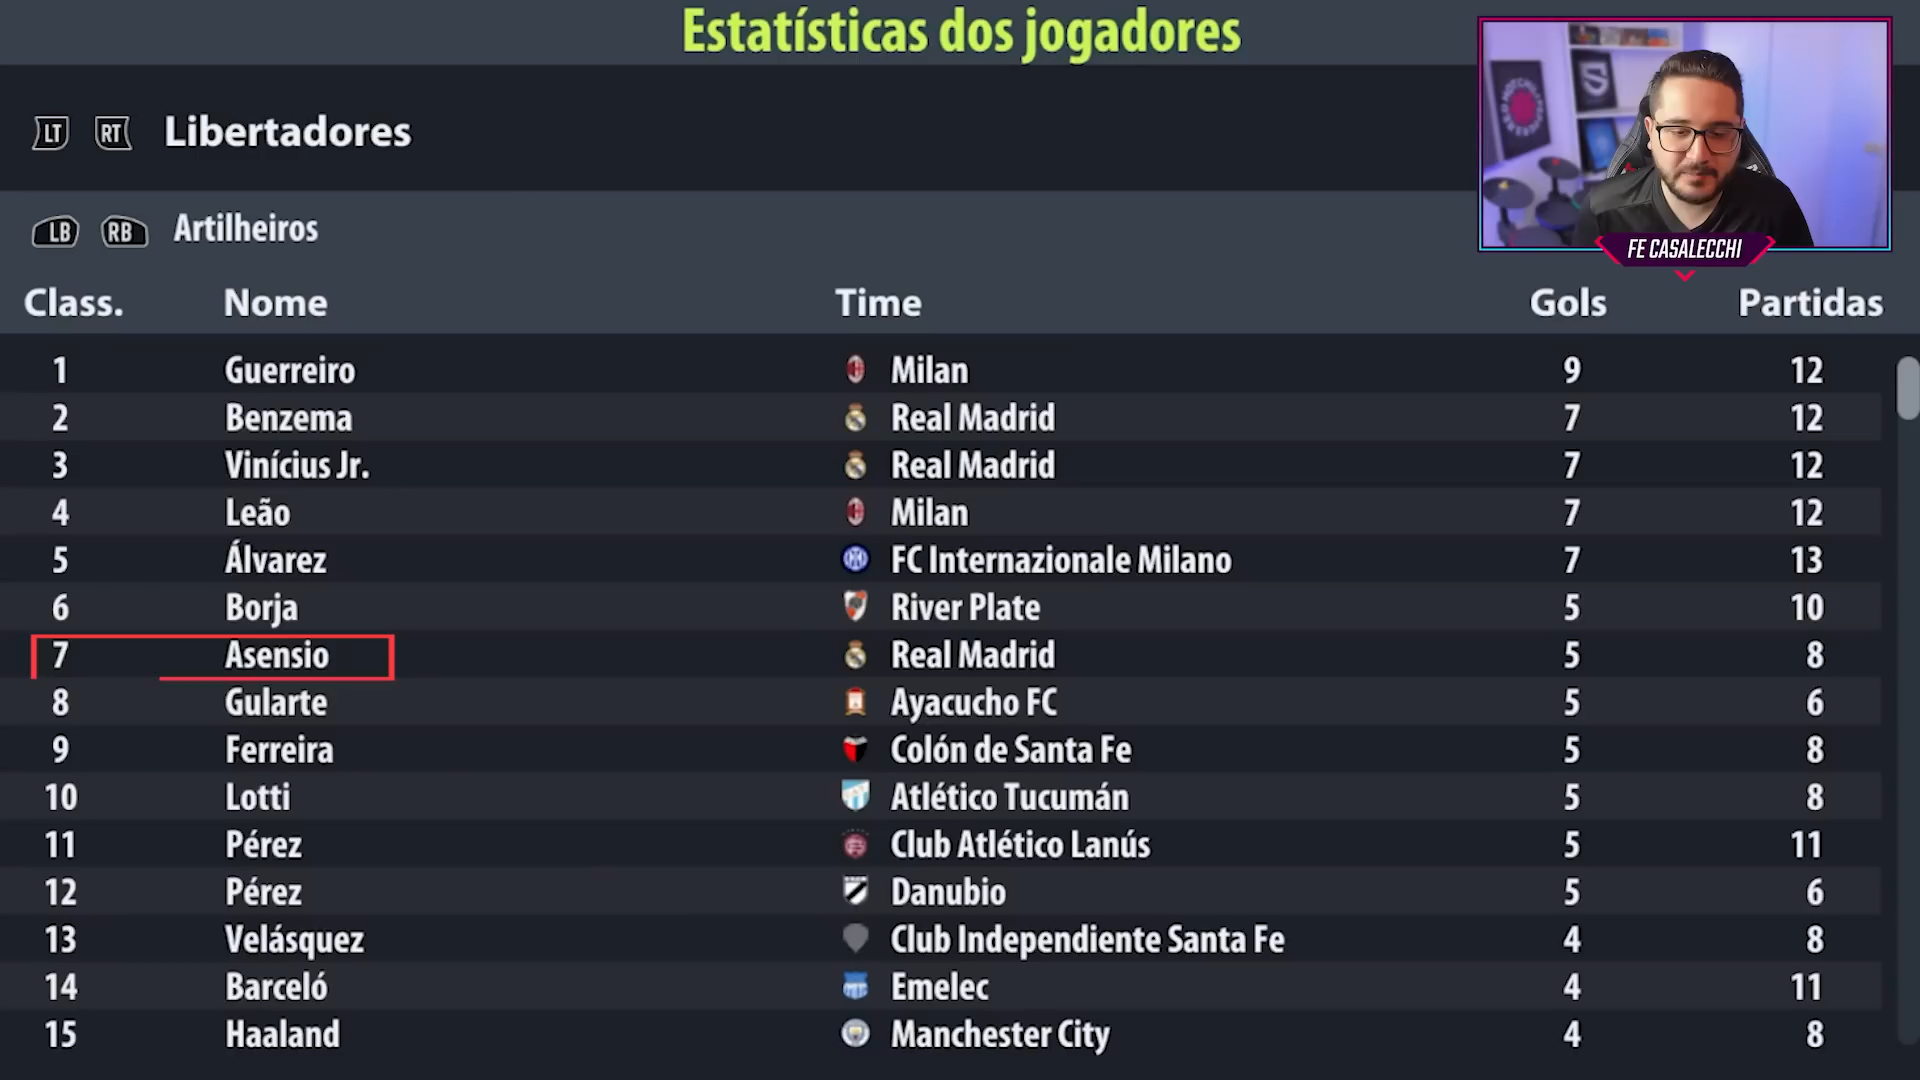 Estatísticas dos jogadores
LT RT Libertadores
FE CASALECCHI
LB RB Artilheiros
Class. Nome Time Gols Partidas
1 Guerreiro Milan 9 12
2 Benzema Real Madrid 7 12
3 Vinícius Jr. Real Madrid 7 12
4 Leão Milan 7 12
5 Álvarez FC Internazionale Milano 7 13
6 Borja River Plate 5 10
7 Asensio Real Madrid 5 8
8 Gularte Ayacucho FC 5 6
9 Ferreira Colón de Santa Fe 5 8
10 Lotti Atlético Tucumán 5 8
11 Pérez Club Atlético Lanús 5 11
12 Pérez Danubio 5 6
13 Velásquez Club Independiente Santa Fe 4 8
14 Barceló Emelec 4 11
15 Haaland Manchester City 4 8